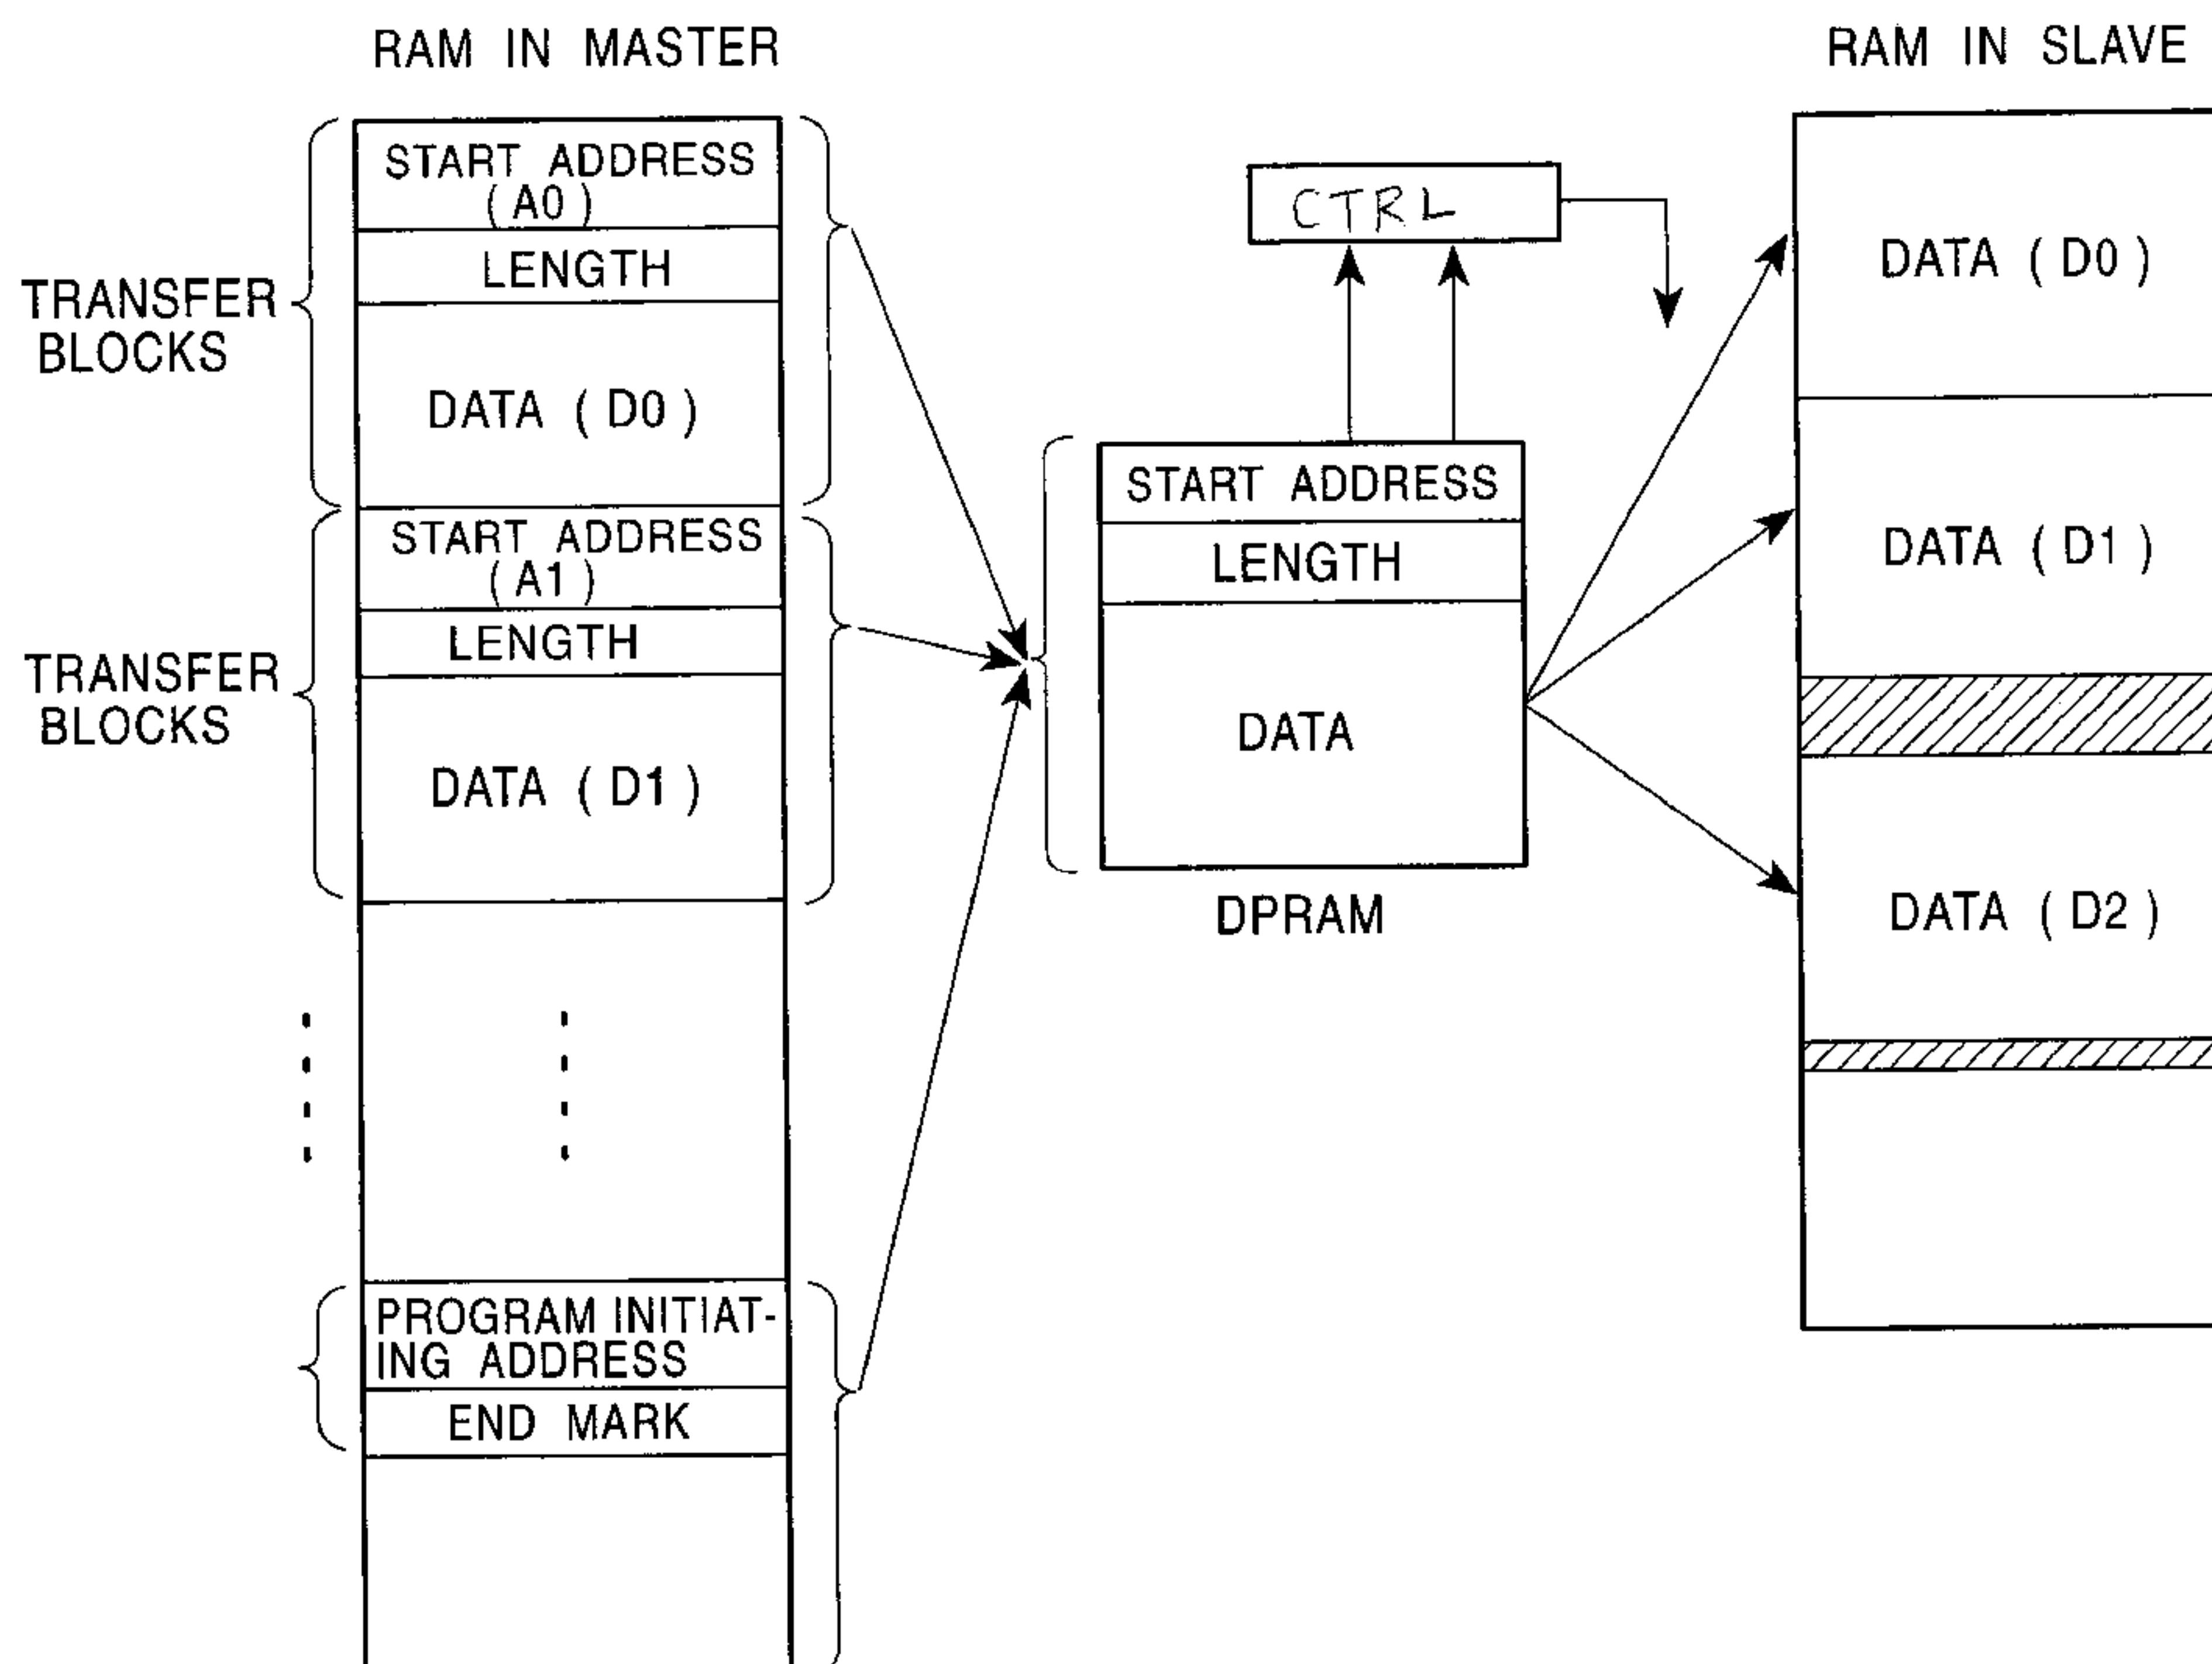 RAM IN MASTER
START ADDRESS
( A0 )
LENGTH
DATA ( D0 )
TRANSFER
BLOCKS
START ADDRESS
( A1 )
LENGTH
DATA ( D1 )
TRANSFER
BLOCKS
PROGRAM INITIAT-
ING ADDRESS
END MARK
CTRL
START ADDRESS
LENGTH
DATA
DPRAM
RAM IN SLAVE
DATA ( D0 )
DATA ( D1 )
DATA ( D2 )